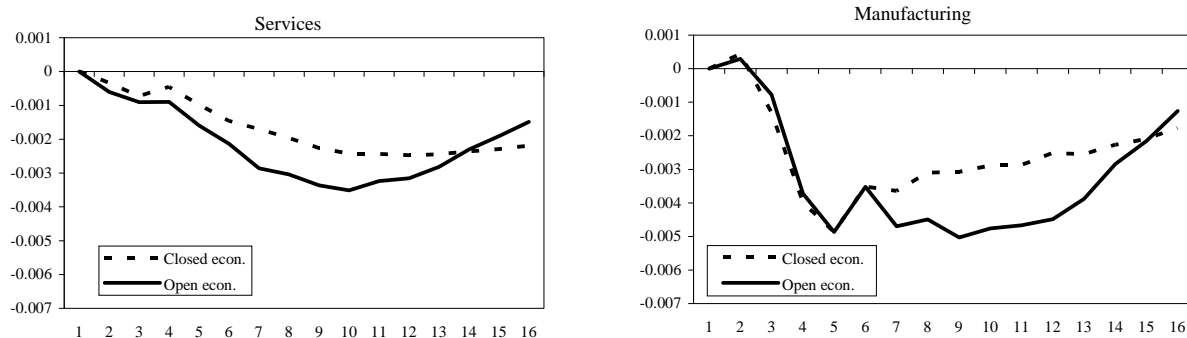 Services
0.001
0
-0.001
-0.002
-0.003
-0.004
-0.005
-0.006
-0.007
Closed econ.
Open econ.
1 2 3 4 5 6 7 8 9 10 11 12 13 14 15 16
Manufacturing
0.001
0
-0.001
-0.002
-0.003
-0.004
-0.005
-0.006
-0.007
Closed econ.
Open econ.
1 2 3 4 5 6 7 8 9 10 11 12 13 14 15 16